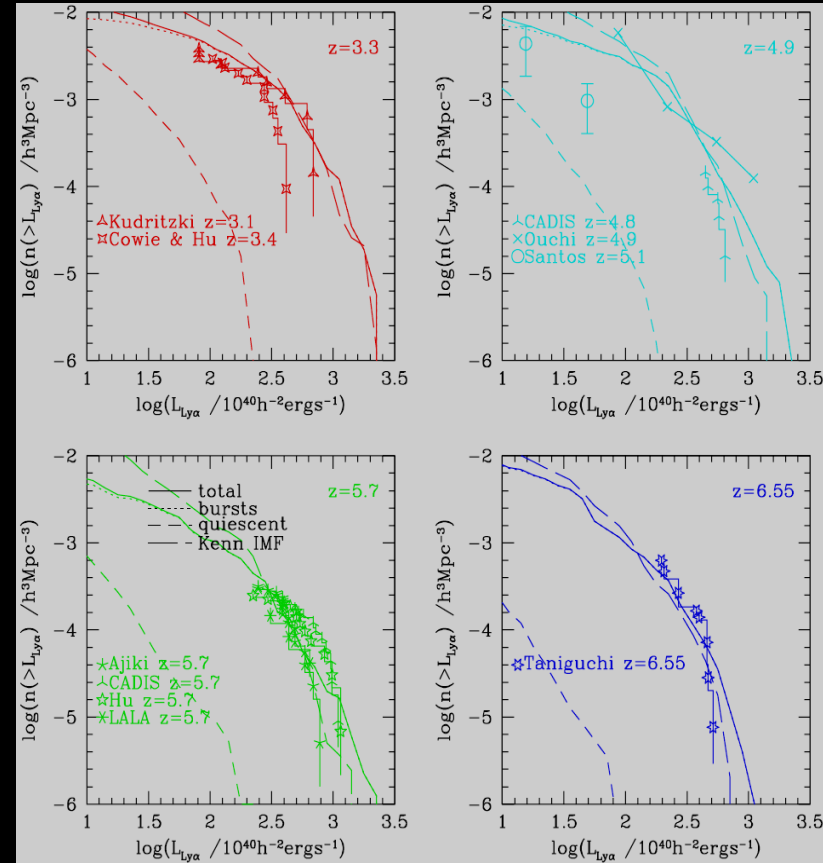 z=3.3
log(n(>L_Lyα) /h³Mpc⁻³)
-2
-3
-4
-5
-6
Kudritzki z=3.1
Cowie & Hu z=3.4
1 1.5 2 2.5 3 3.5
log(L_Lyα /10⁴⁰h⁻²ergs⁻¹)
z=4.9
log(n(>L_Lyα) /h³Mpc⁻³)
-2
-3
-4
-5
-6
CADIS z=4.8
Ouchi z=4.9
Santos z=5.1
1 1.5 2 2.5 3 3.5
log(L_Lyα /10⁴⁰h⁻²ergs⁻¹)
z=5.7
log(n(>L_Lyα) /h³Mpc⁻³)
-2
-3
-4
-5
-6
total
bursts
quiescent
Kenn IMF
Ajiki z=5.7
CADIS z=5.7
Hu z=5.7
LALA z=5.7
1 1.5 2 2.5 3 3.5
log(L_Lyα /10⁴⁰h⁻²ergs⁻¹)
z=6.55
log(n(>L_Lyα) /h³Mpc⁻³)
-2
-3
-4
-5
-6
Taniguchi z=6.55
1 1.5 2 2.5 3 3.5
log(L_Lyα /10⁴⁰h⁻²ergs⁻¹)